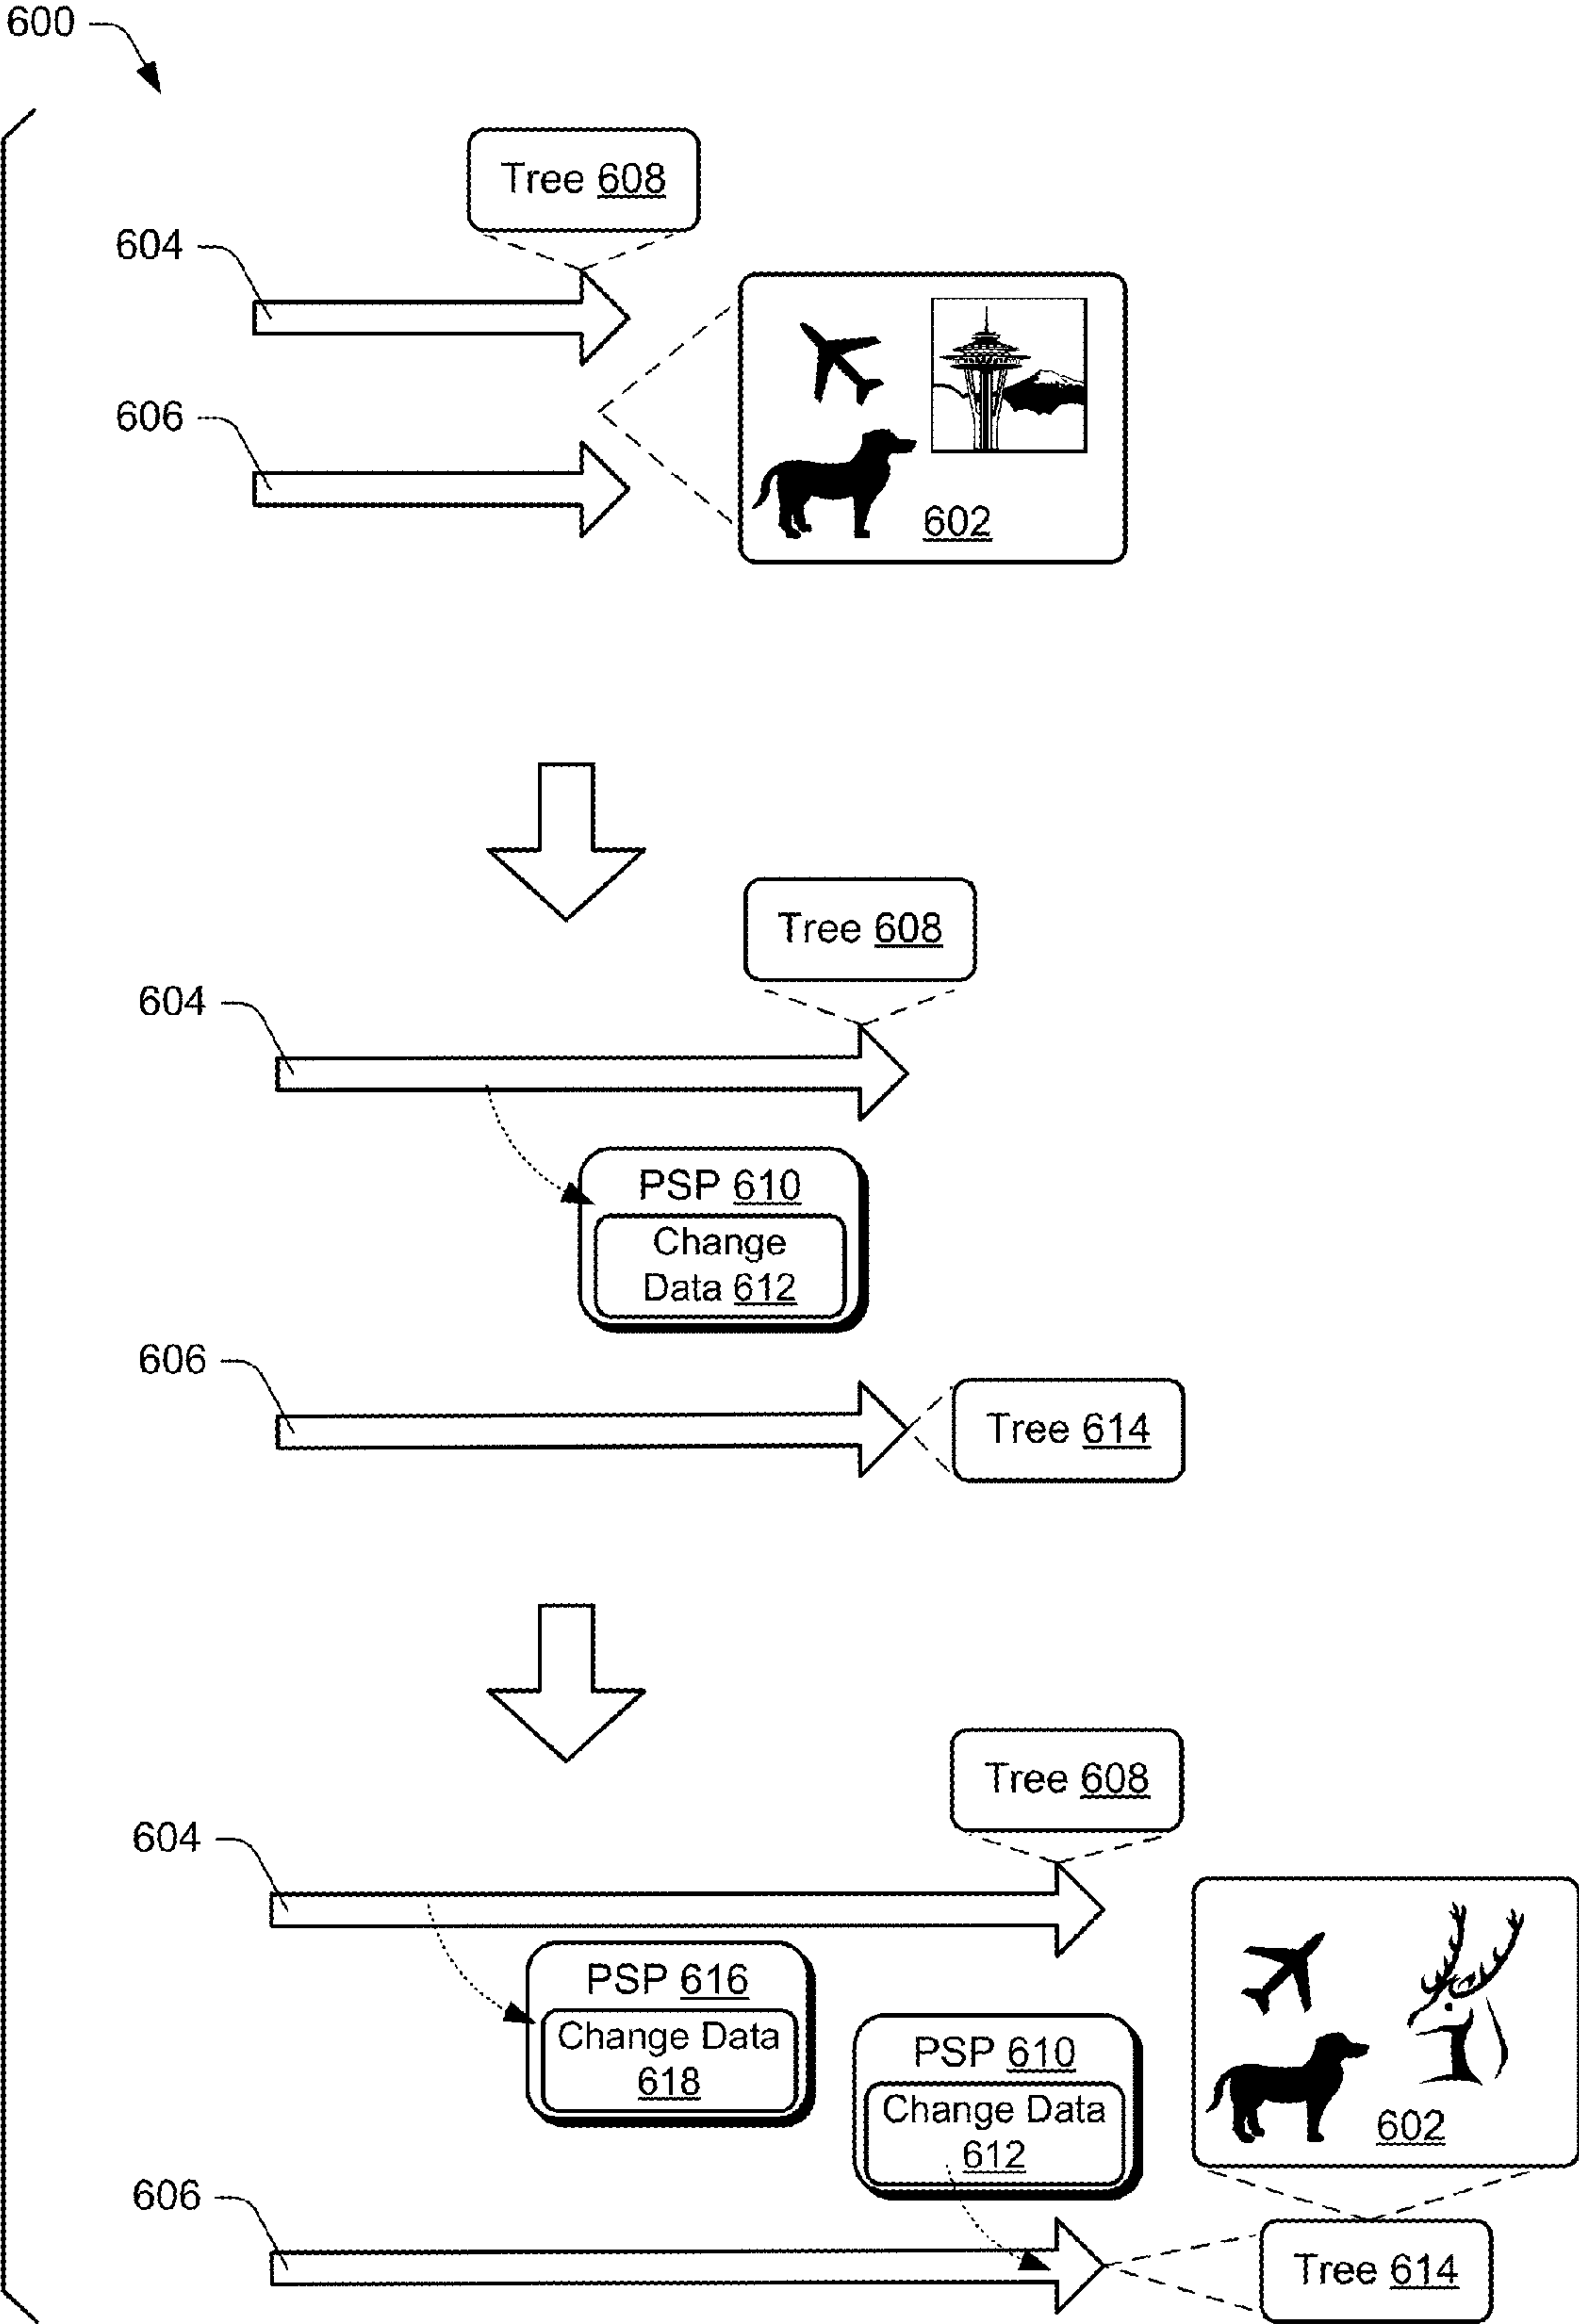 600
Tree 608
604
606
602
Tree 608
604
PSP 610
Change
Data 612
606
Tree 614
Tree 608
604
PSP 616
Change Data
618
PSP 610
Change Data
612
602
606
Tree 614